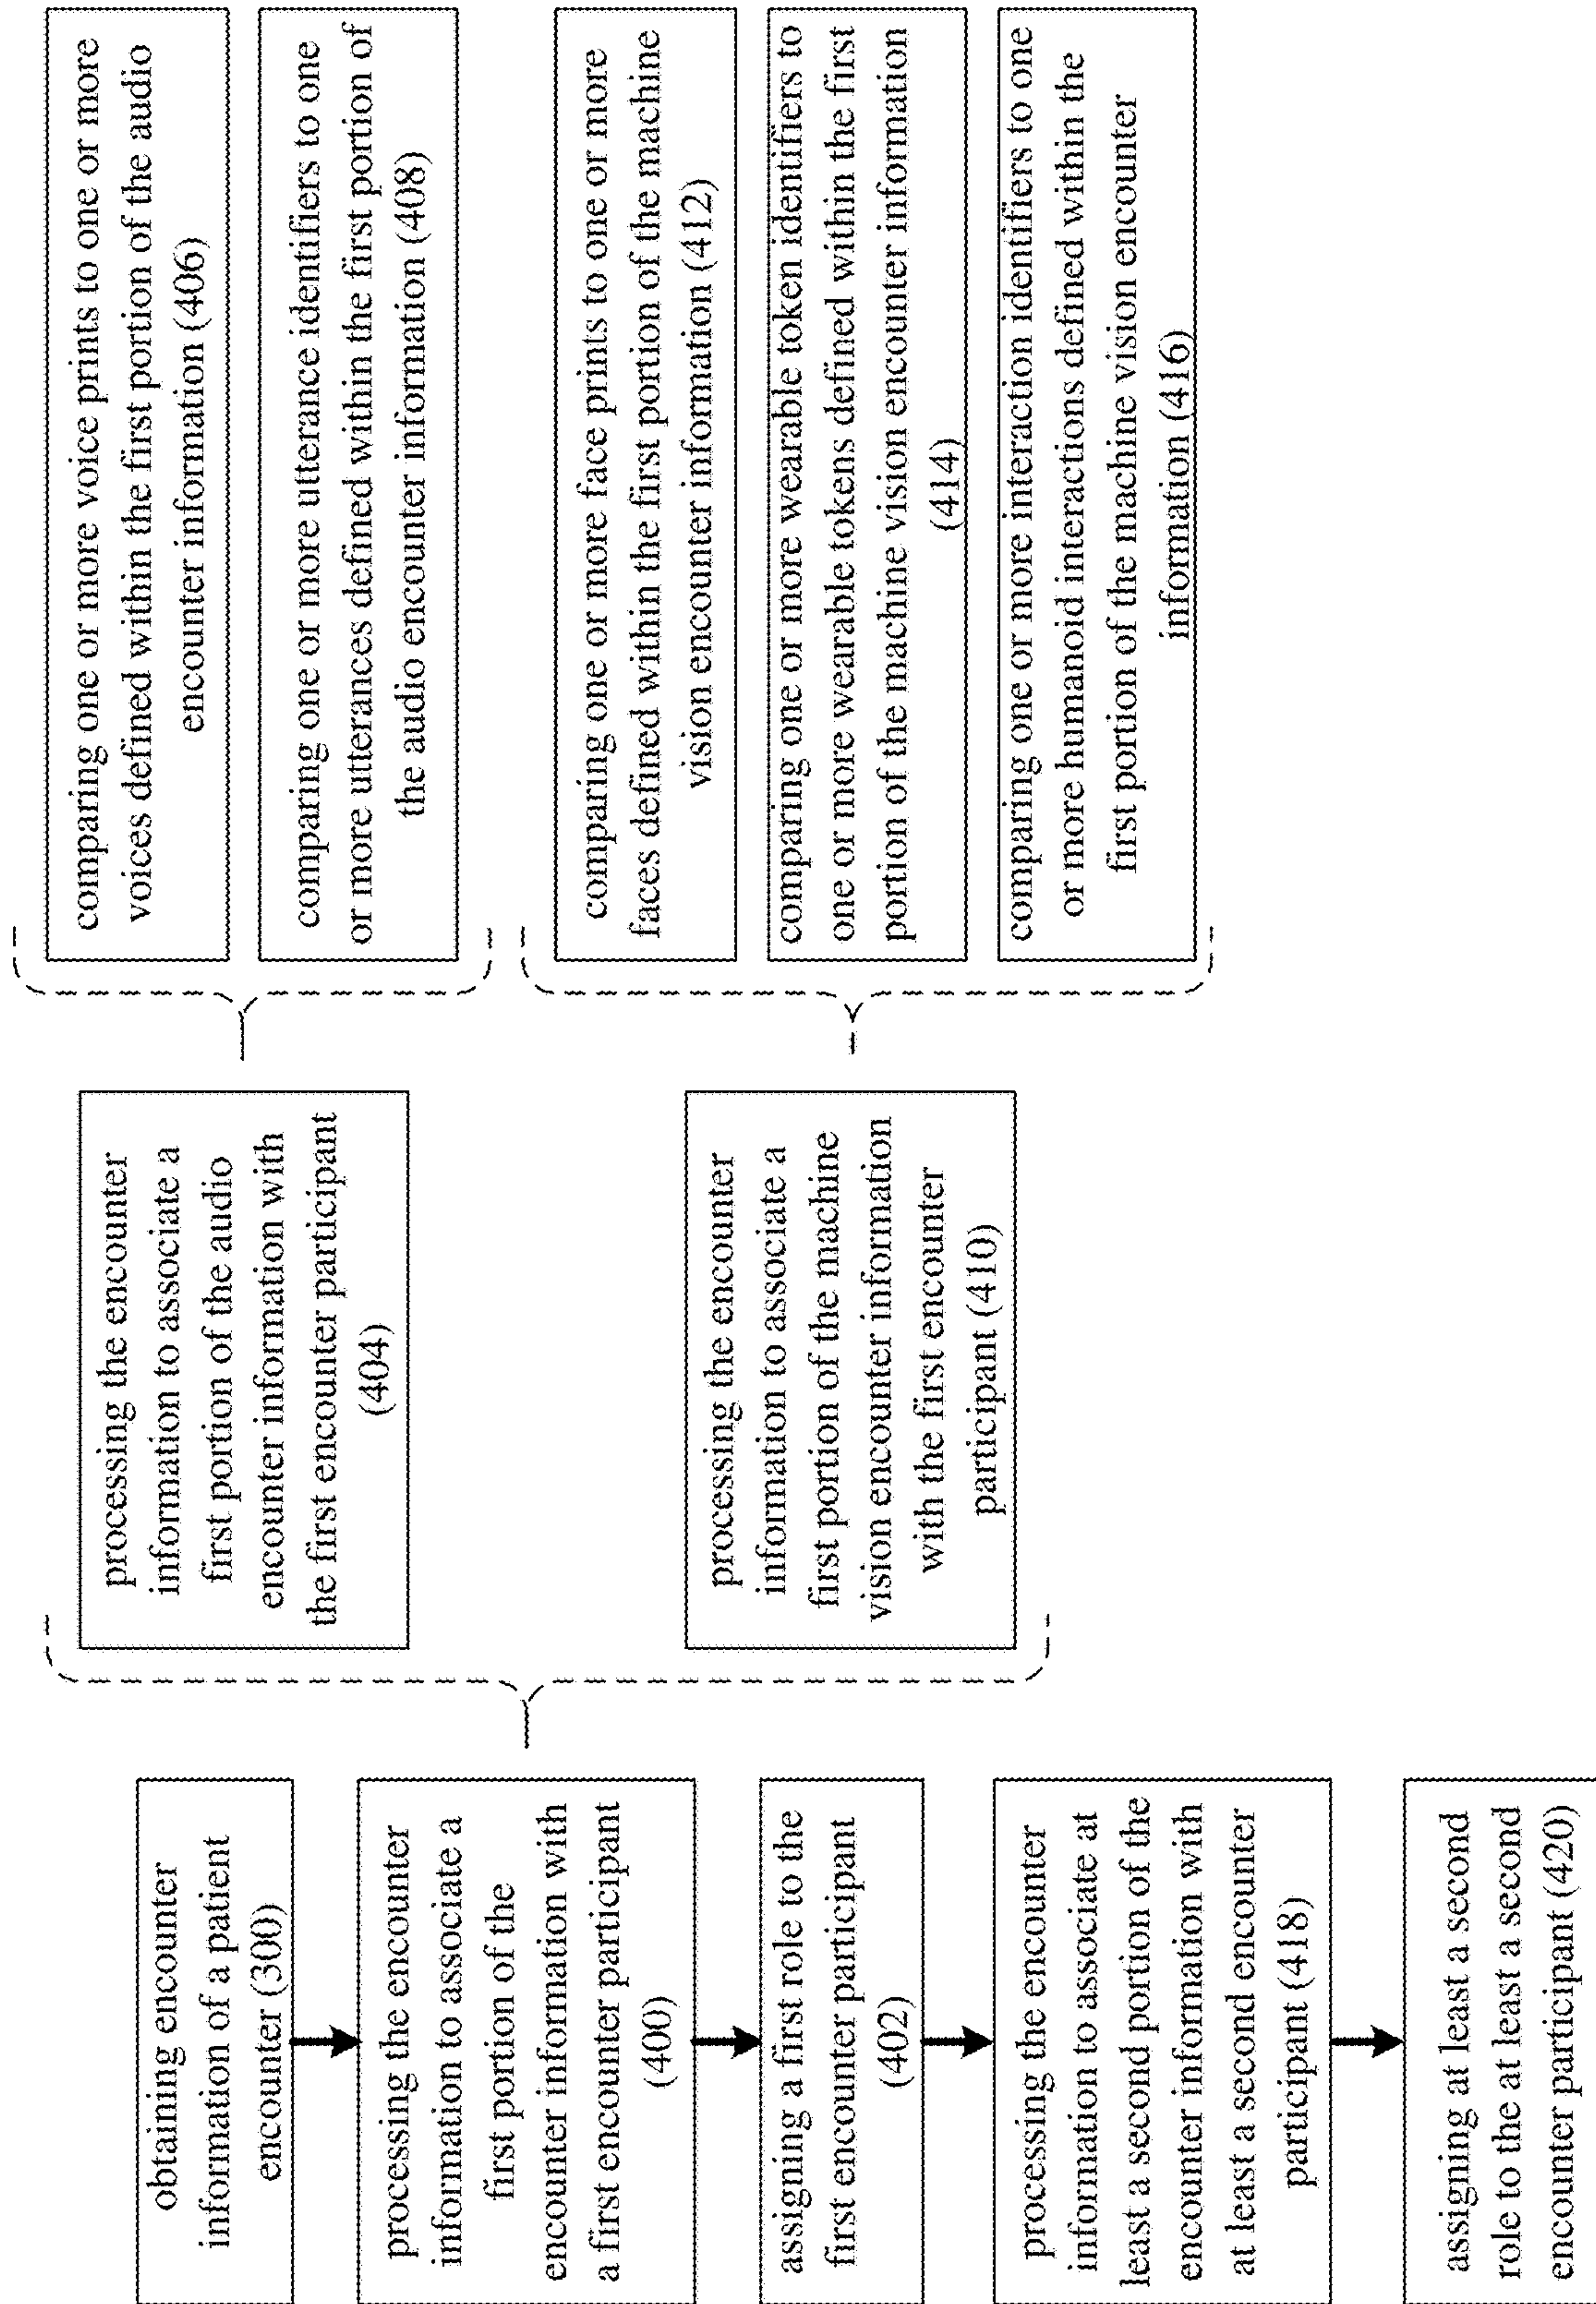 obtaining encounter
information of a patient
encounter (300)
processing the encounter
information to associate a
first portion of the
encounter information with
a first encounter participant
(400)
assigning a first role to the
first encounter participant
(402)
processing the encounter
information to associate at
least a second portion of the
encounter information with
at least a second encounter
participant (418)
assigning at least a second
role to the at least a second
encounter participant (420)
processing the encounter
information to associate a
first portion of the audio
encounter information with
the first encounter participant
(404)
processing the encounter
information to associate a
first portion of the machine
vision encounter information
with the first encounter
participant (410)
comparing one or more voice prints to one or more
voices defined within the first portion of the audio
encounter information (406)
comparing one or more utterance identifiers to one
or more utterances defined within the first portion of
the audio encounter information (408)
comparing one or more face prints to one or more
faces defined within the first portion of the machine
vision encounter information (412)
comparing one or more wearable token identifiers to
one or more wearable tokens defined within the first
portion of the machine vision encounter information
(414)
comparing one or more interaction identifiers to one
or more humanoid interactions defined within the
first portion of the machine vision encounter
information (416)